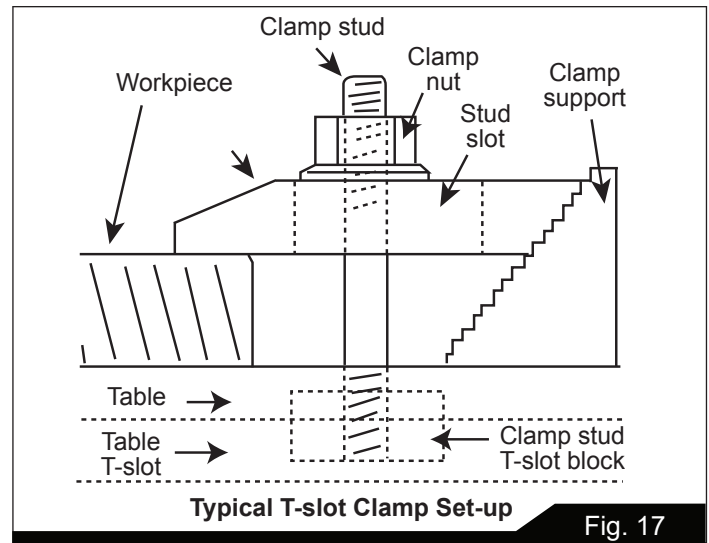 Clamp stud
Clamp
nut
Workpiece
Clamp
support
Stud
slot
Table
Table
T-slot
Clamp stud
T-slot block
Typical T-slot Clamp Set-up
Fig. 17